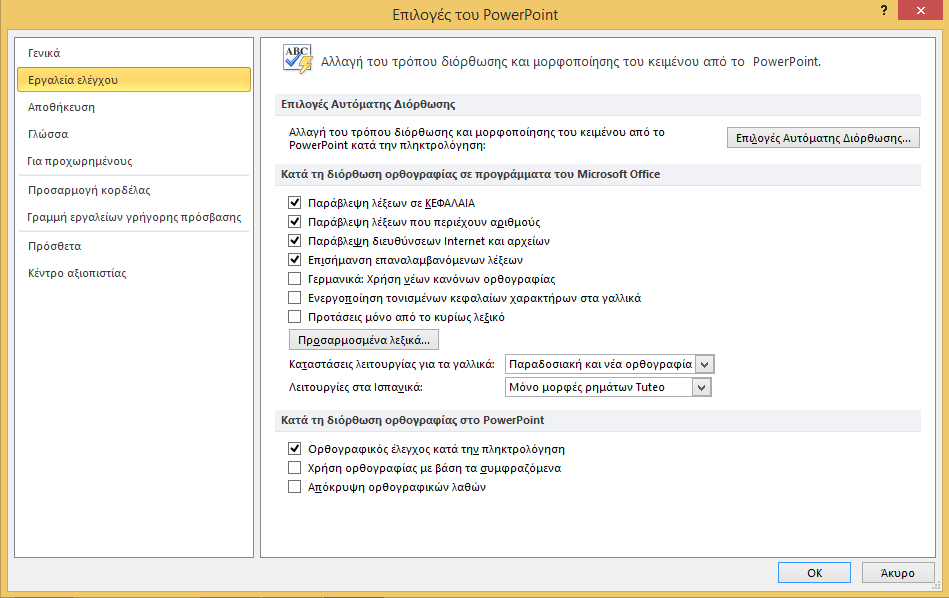 Επιλογές του PowerPoint
?
Γενικά
Εργαλεία ελέγχου
Αποθήκευση
Γλώσσα
Για προχωρημένους
Προσαρμογή κορδέλας
Γραμμή εργαλείων γρήγορης πρόσβασης
Πρόσθετα
Κέντρο αξιοπιστίας
ABC
Αλλαγή του τρόπου διόρθωσης και μορφοποίησης του κειμένου από το PowerPoint.
Επιλογές Αυτόματης Διόρθωσης
Αλλαγή του τρόπου διόρθωσης και μορφοποίησης του κειμένου από το
PowerPoint κατά την πληκτρολόγηση:
Επιλογές Αυτόματης Διόρθωσης...
Κατά τη διόρθωση ορθογραφίας σε προγράμματα του Microsoft Office
Παράβλεψη λέξεων σε ΚΕΦΑΛΑΙΑ
Παράβλεψη λέξεων που περιέχουν αριθμούς
Παράβλεψη διευθύνσεων Internet και αρχείων
Επισήμανση επαναλαμβανόμενων λέξεων
Γερμανικά: Χρήση νέων κανόνων ορθογραφίας
Ενεργοποίηση τονισμένων κεφαλαίων χαρακτήρων στα γαλλικά
Προτάσεις μόνο από το κυρίως λεξικό
Προσαρμοσμένα λεξικά...
Καταστάσεις λειτουργίας για τα γαλλικά: Παραδοσιακή και νέα ορθογραφία
Λειτουργίες στα Ισπανικά: Μόνο μορφές ρημάτων Tuteo
Κατά τη διόρθωση ορθογραφίας στο PowerPoint
Ορθογραφικός έλεγχος κατά την πληκτρολόγηση
Χρήση ορθογραφίας με βάση τα συμφραζόμενα
Απόκρυψη ορθογραφικών λαθών
OK
Άκυρο